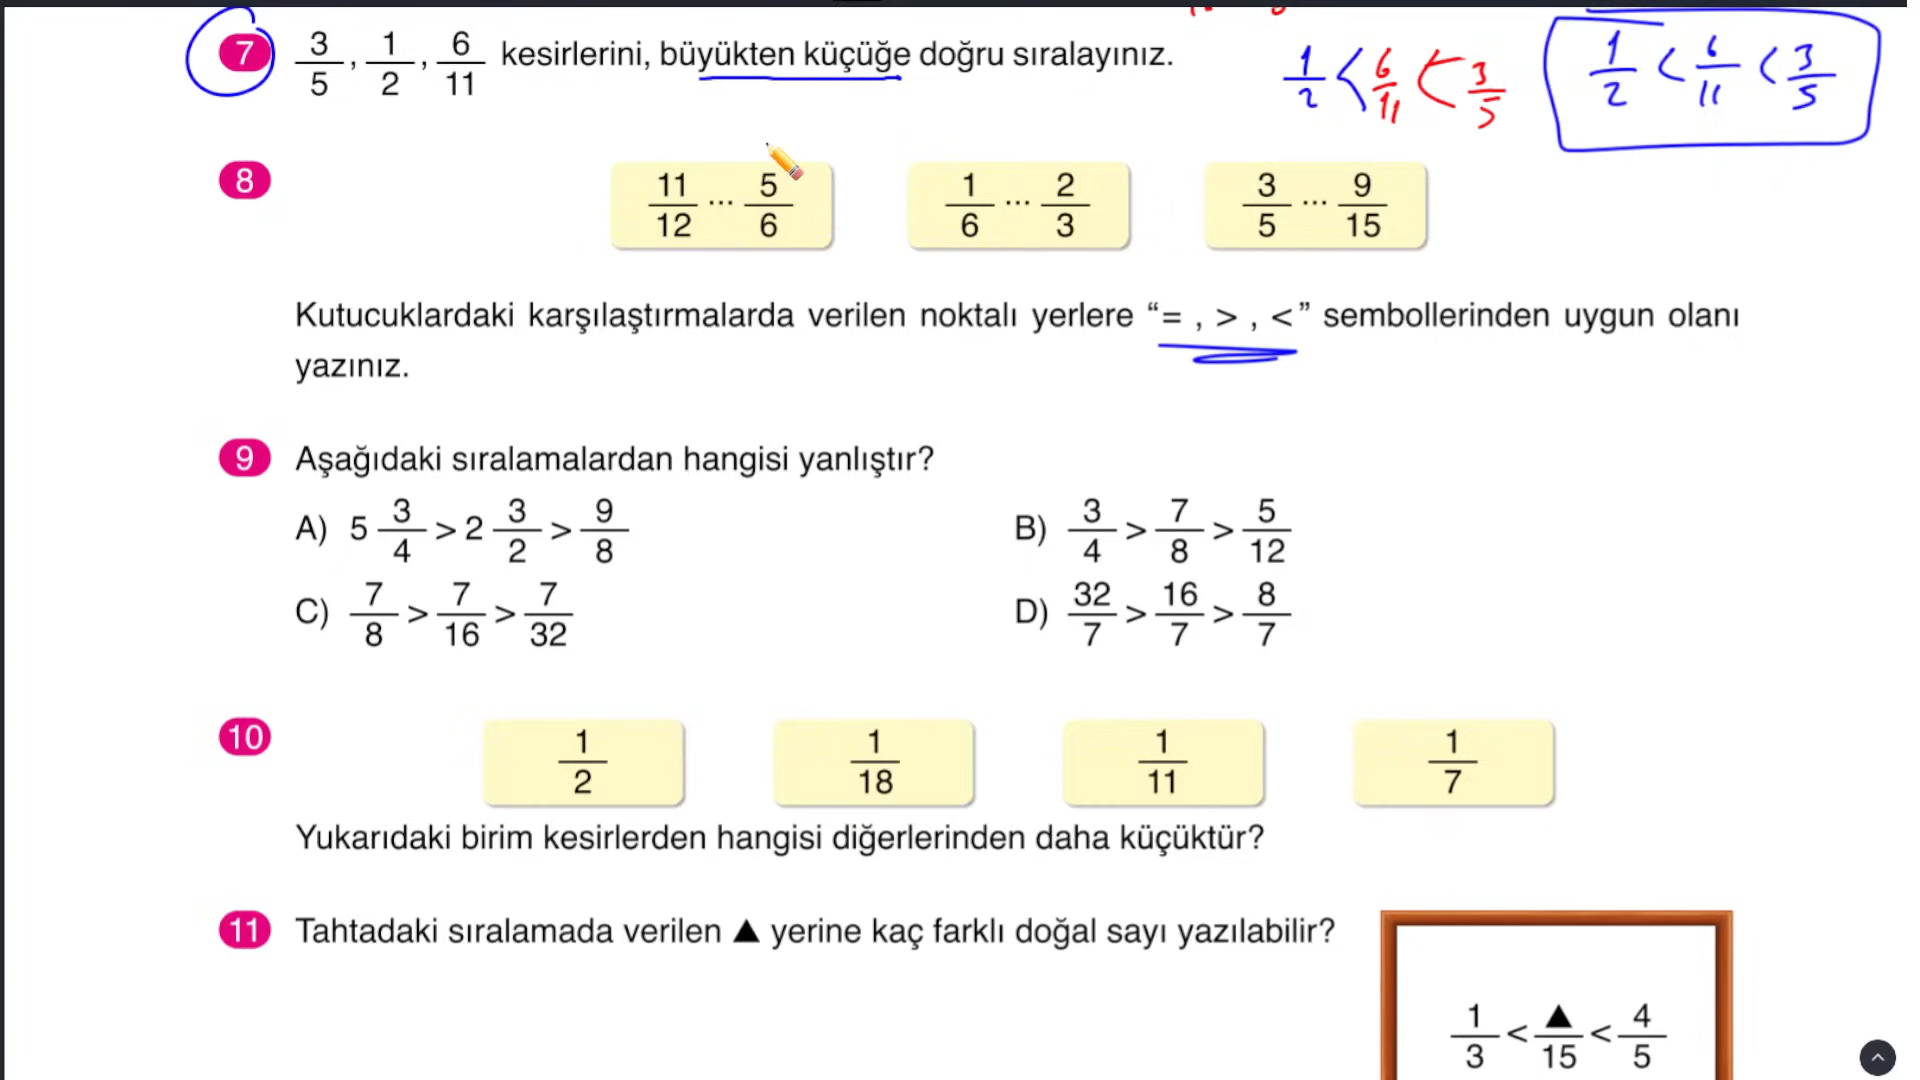 7 3/5 , 1/2 , 6/11 kesirlerini, büyükten küçüğe doğru sıralayınız.
1/2 < 6/11 < 3/5
1/2 < 6/11 < 3/5
8
11/12 ... 5/6
1/6 ... 2/3
3/5 ... 9/15
Kutucuklardaki karşılaştırmalarda verilen noktalı yerlere “= , > , <” sembollerinden uygun olanı
yazınız.
9 Aşağıdaki sıralamalardan hangisi yanlıştır?
A) 5 3/4 > 2 3/2 > 9/8
B) 3/4 > 7/8 > 5/12
C) 7/8 > 7/16 > 7/32
D) 32/7 > 16/7 > 8/7
10
1/2
1/18
1/11
1/7
Yukarıdaki birim kesirlerden hangisi diğerlerinden daha küçüktür?
11 Tahtadaki sıralamada verilen ▲ yerine kaç farklı doğal sayı yazılabilir?
1/3 < ▲/15 < 4/5